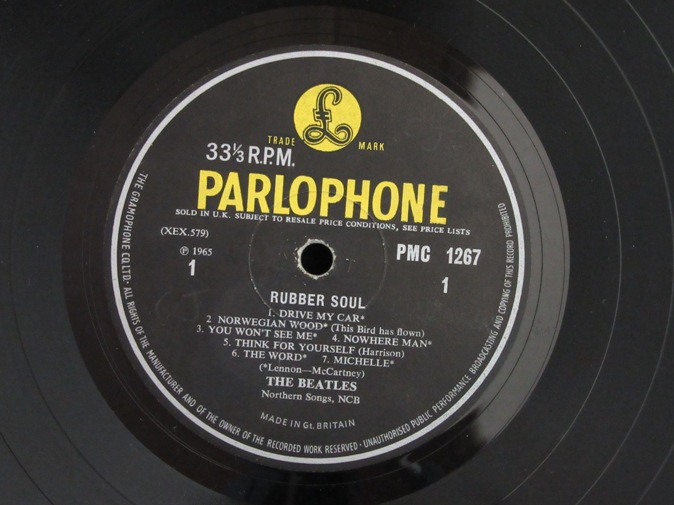 TRADE MARK
33⅓ R.P.M.
PARLOPHONE
SOLD IN U.K. SUBJECT TO RESALE PRICE CONDITIONS, SEE PRICE LISTS
(XEX.579)
PMC 1267
℗ 1965
1
1
RUBBER SOUL
1. DRIVE MY CAR*
2 NORWEGIAN WOOD* (This Bird has flown)
3. YOU WON'T SEE ME* 4. NOWHERE MAN*
5. THINK FOR YOURSELF (Harrison)
6. THE WORD* 7. MICHELLE*
(*Lennon—McCartney)
THE BEATLES
Northern Songs, NCB
MADE IN Gt. BRITAIN
THE GRAMOPHONE CO. LTD. · ALL RIGHTS OF THE MANUFACTURER AND OF THE OWNER OF THE RECORDED WORK RESERVED · UNAUTHORISED PUBLIC PERFORMANCE BROADCASTING AND COPYING OF THIS RECORD PROHIBITED